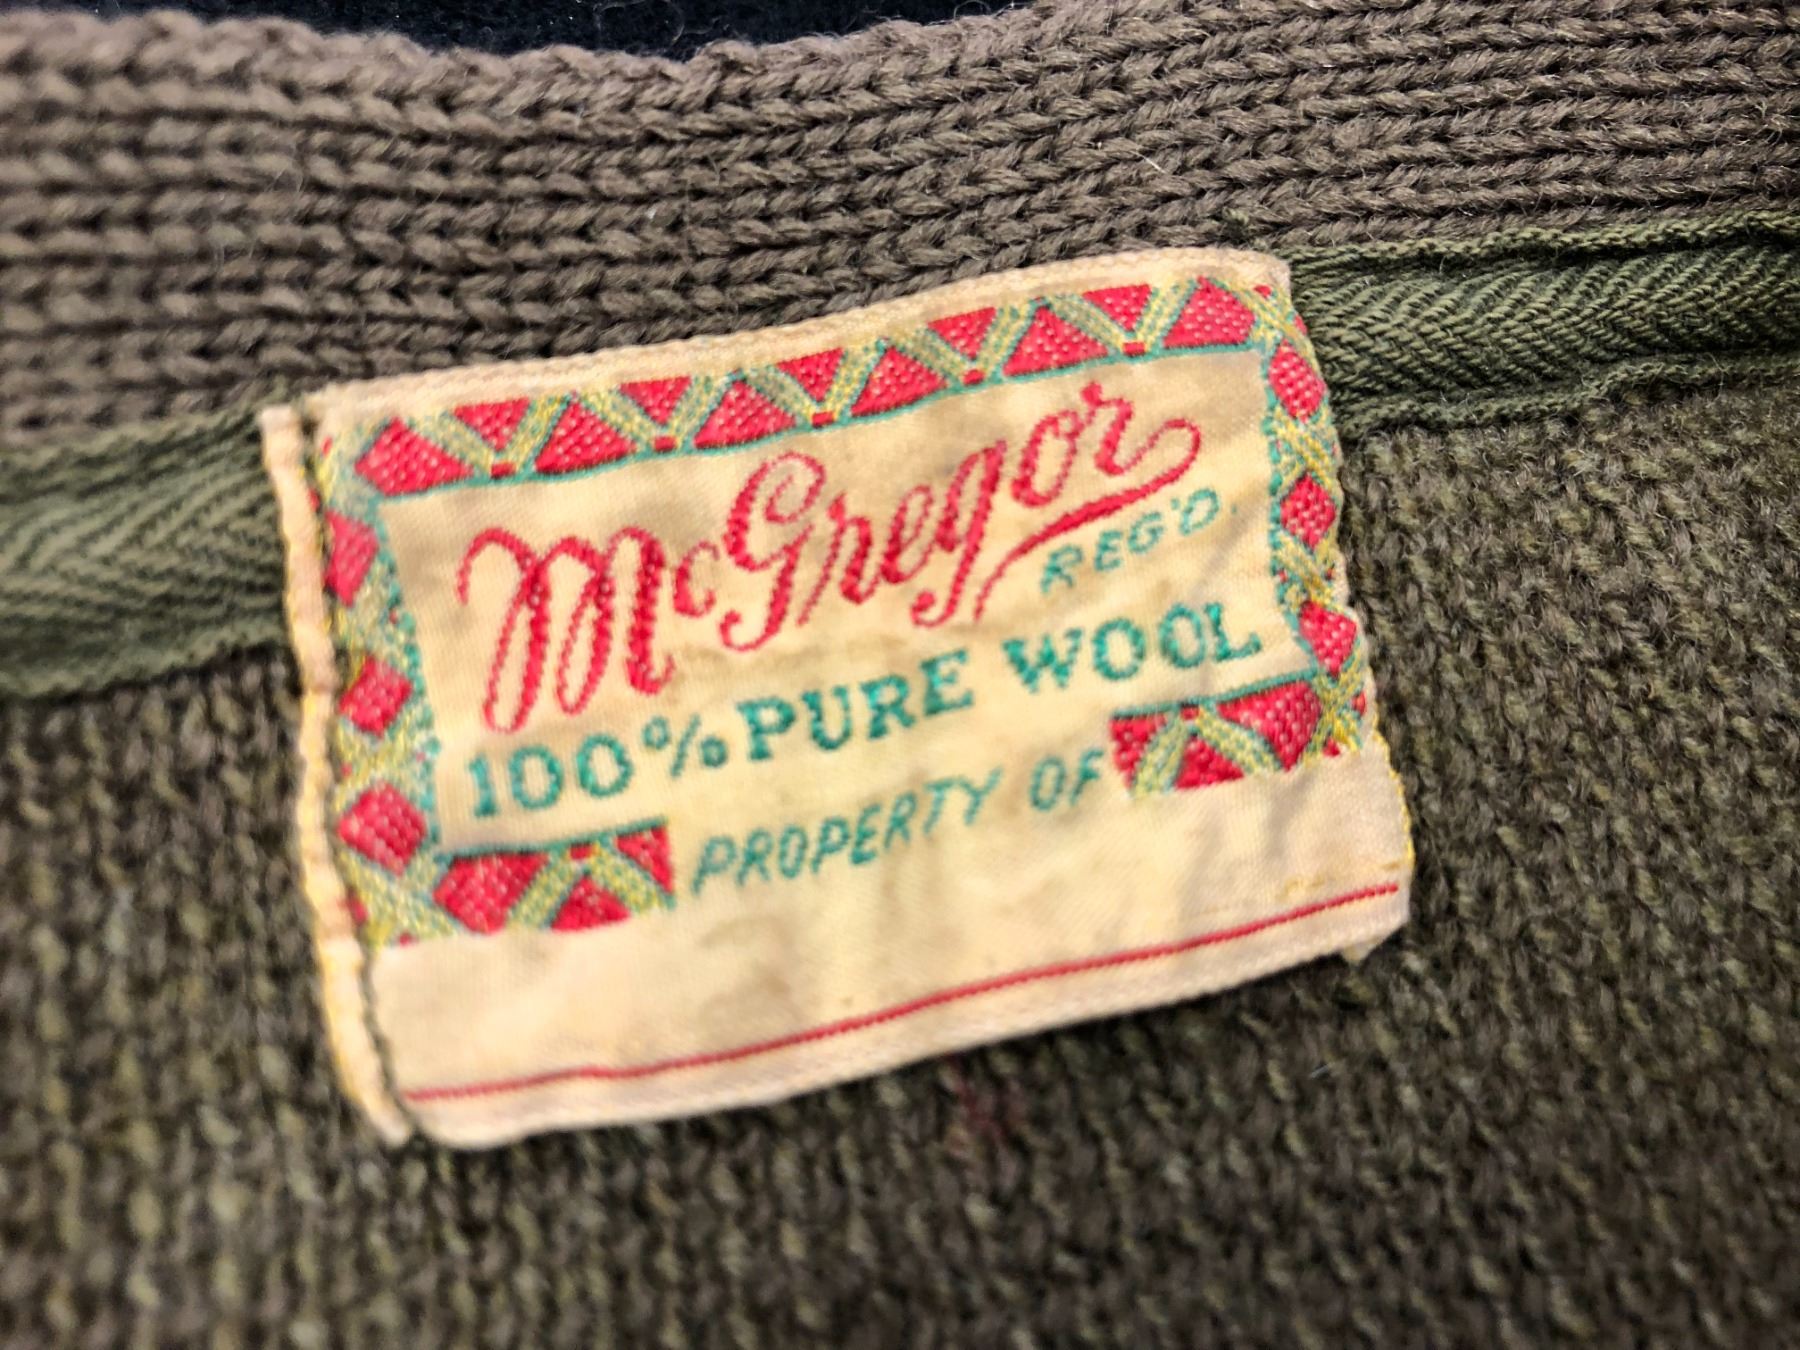 McGregor
REG'D.
100% PURE WOOL
PROPERTY OF